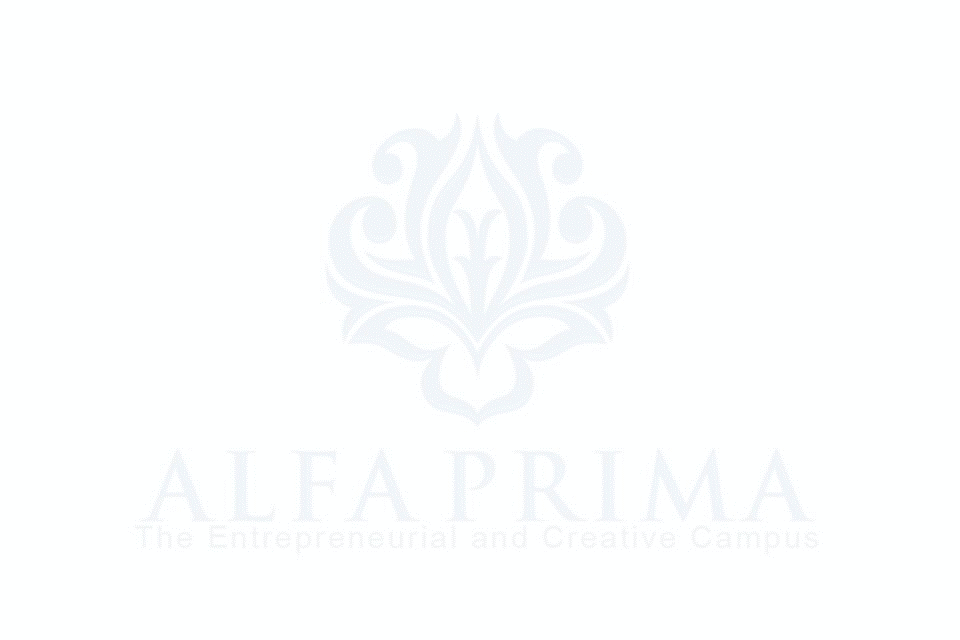 ALFA PRIMA
The Entrepreneurial and Creative Campus